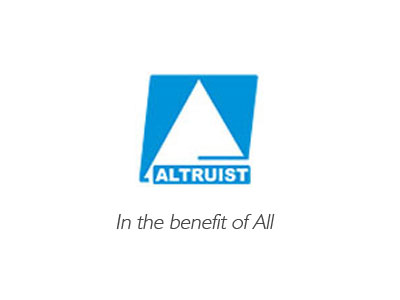 ALTRUIST
In the benefit of All